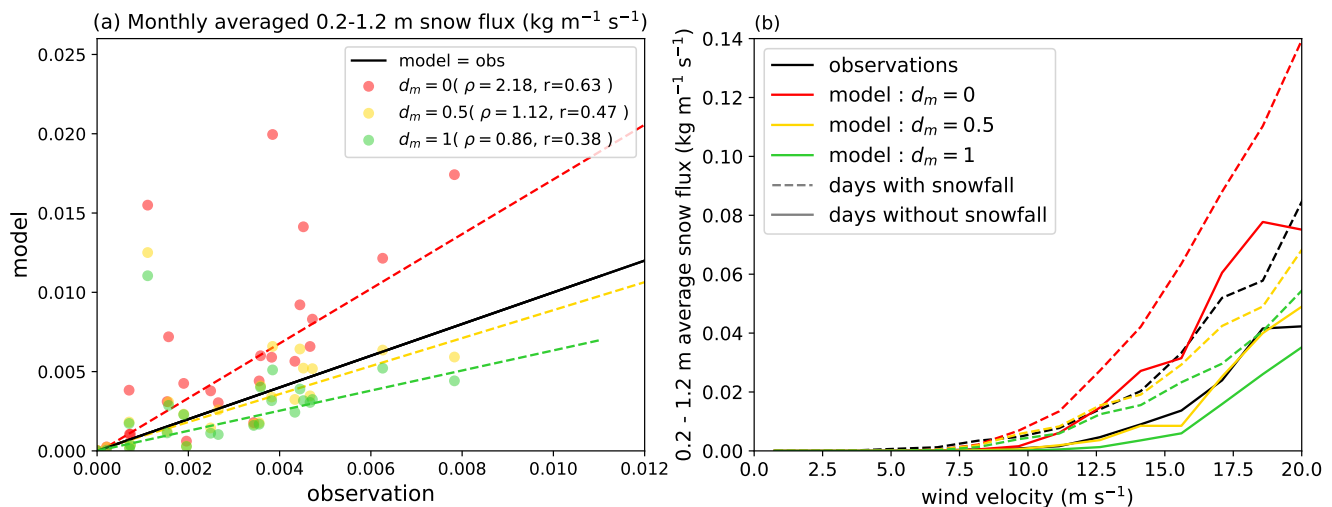 (a) Monthly averaged 0.2-1.2 m snow flux (kg m⁻¹ s⁻¹)
model
0.025
0.020
0.015
0.010
0.005
0.000
model = obs
dₘ = 0( ρ = 2.18, r=0.63 )
dₘ = 0.5( ρ = 1.12, r=0.47 )
dₘ = 1( ρ = 0.86, r=0.38 )
0.000 0.002 0.004 0.006 0.008 0.010 0.012
observation
(b)
0.2 - 1.2 m average snow flux (kg m⁻¹ s⁻¹)
0.14
0.12
0.10
0.08
0.06
0.04
0.02
0.00
observations
model : dₘ = 0
model : dₘ = 0.5
model : dₘ = 1
days with snowfall
days without snowfall
0.0 2.5 5.0 7.5 10.0 12.5 15.0 17.5 20.0
wind velocity (m s⁻¹)